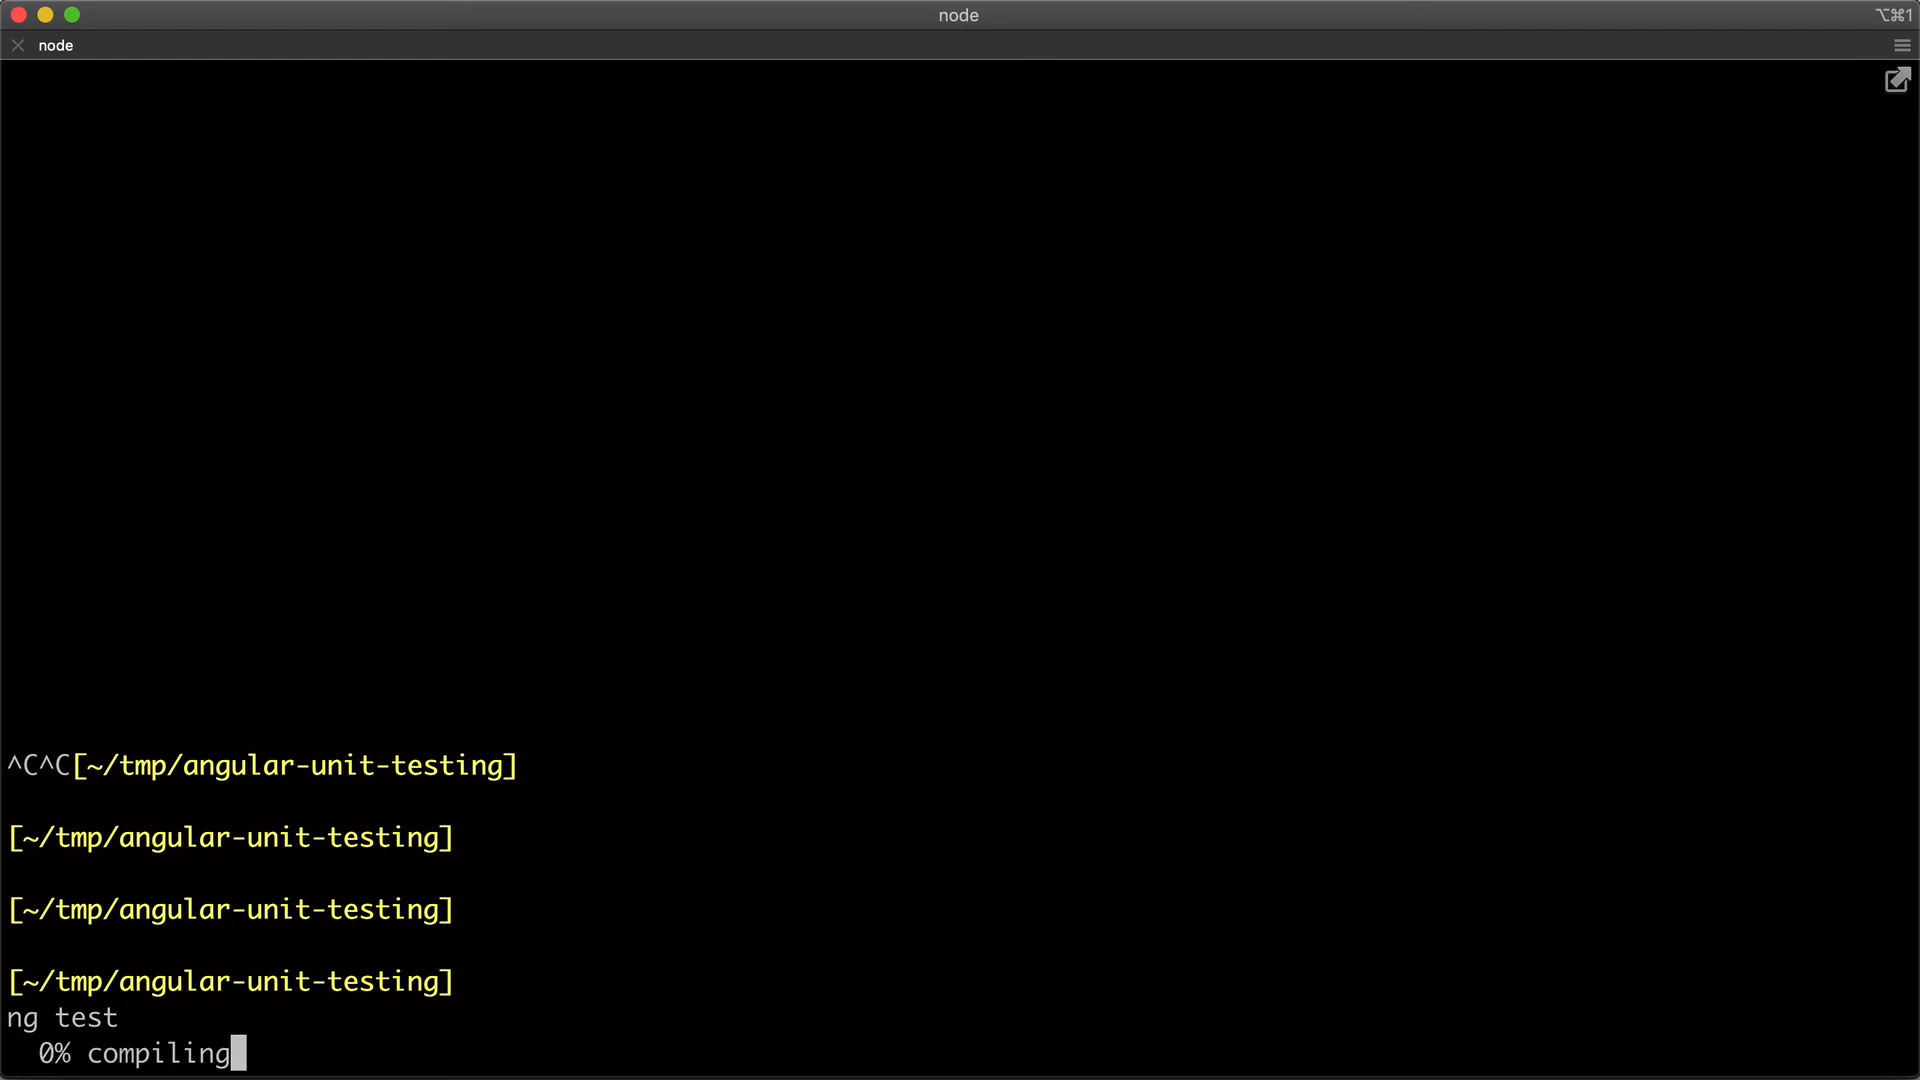 node
⌥⌘1
node
^C^C[~/tmp/angular-unit-testing]
[~/tmp/angular-unit-testing]
[~/tmp/angular-unit-testing]
[~/tmp/angular-unit-testing]
ng test
0% compiling